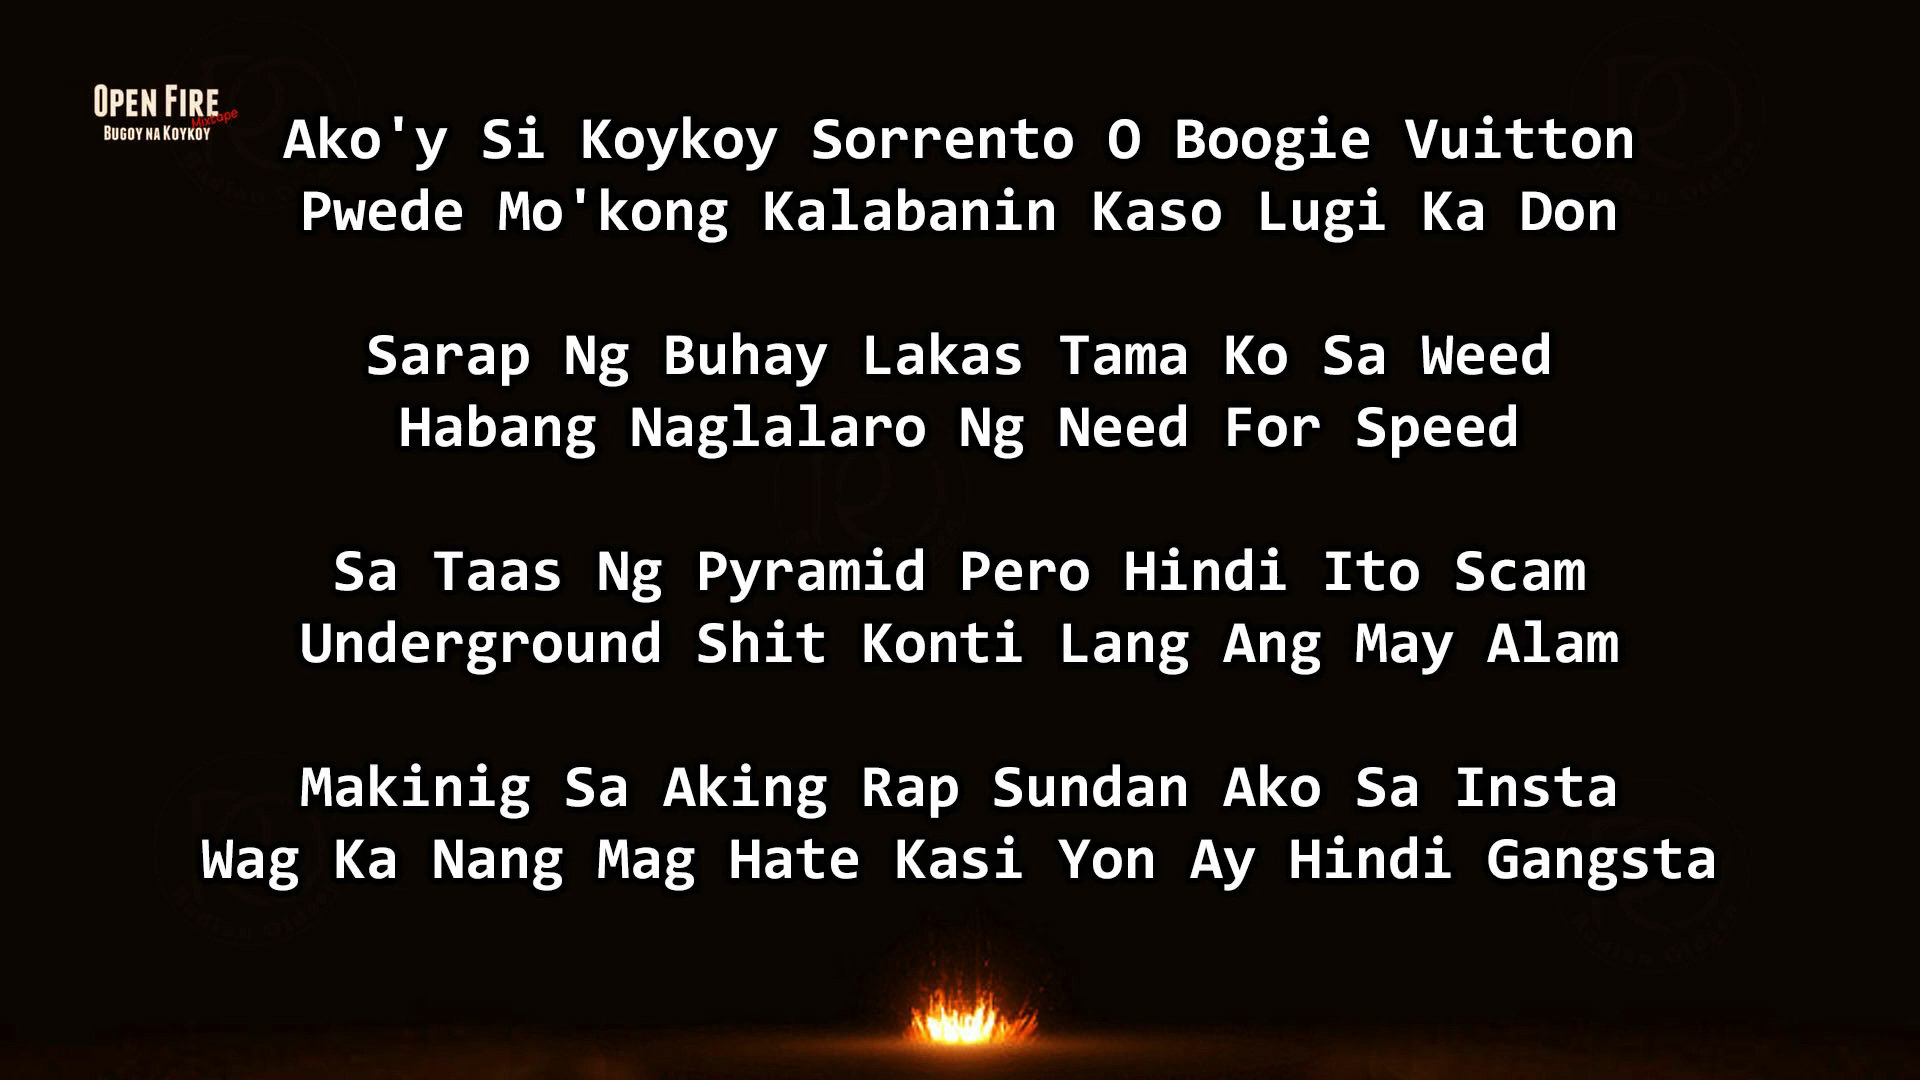 OPEN FIRE
Mixtape
BUGOY NA KOYKOY
Ako'y Si Koykoy Sorrento O Boogie Vuitton
Pwede Mo'kong Kalabanin Kaso Lugi Ka Don
Sarap Ng Buhay Lakas Tama Ko Sa Weed
Habang Naglalaro Ng Need For Speed
Sa Taas Ng Pyramid Pero Hindi Ito Scam
Underground Shit Konti Lang Ang May Alam
Makinig Sa Aking Rap Sundan Ako Sa Insta
Wag Ka Nang Mag Hate Kasi Yon Ay Hindi Gangsta